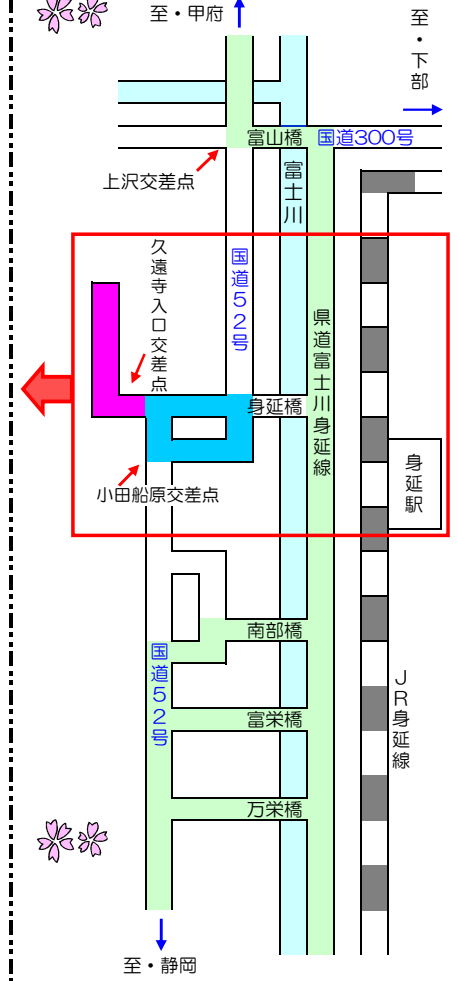 至・甲府
至・下部
富山橋
国道300号
上沢交差点
富士川
久遠寺入口交差点
国道52号
県道富士川身延線
身延橋
身延駅
小田船原交差点
南部橋
国道52号
富栄橋
JR身延線
万栄橋
至・静岡